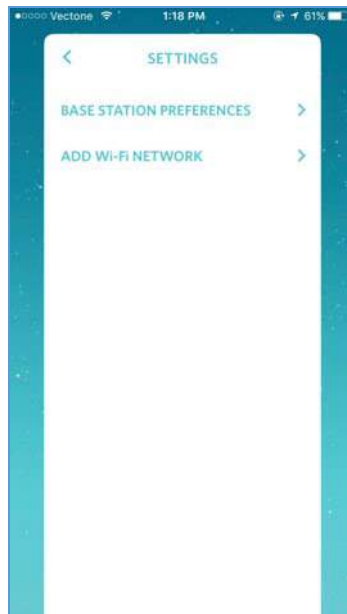 Vectone 1:18 PM 61%
SETTINGS
BASE STATION PREFERENCES
ADD Wi-Fi NETWORK